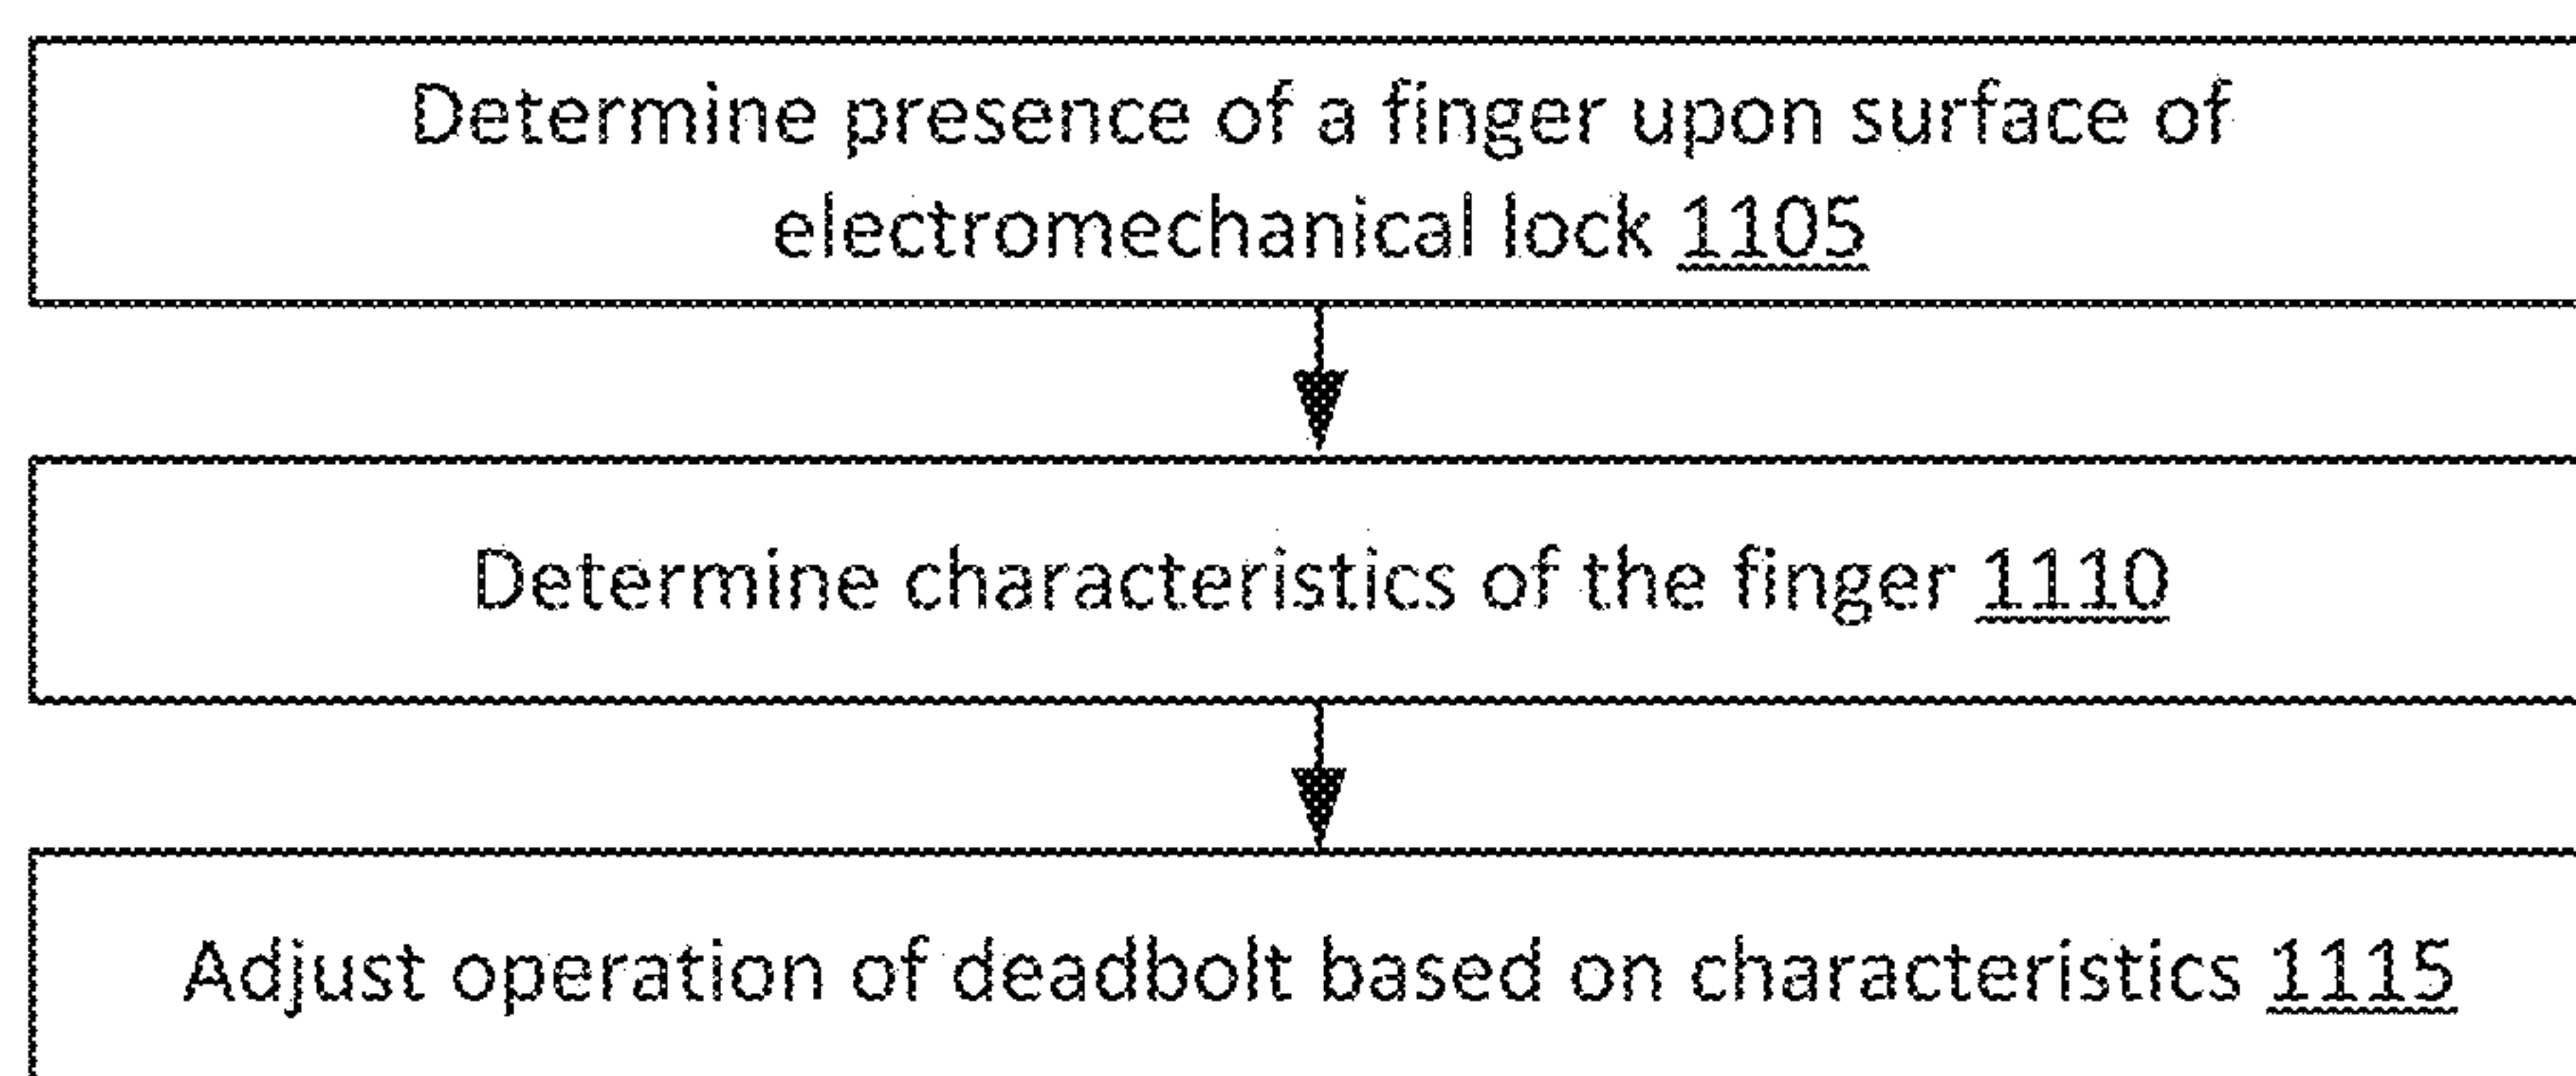 Determine presence of a finger upon surface of
electromechanical lock 1105
Determine characteristics of the finger 1110
Adjust operation of deadbolt based on characteristics 1115